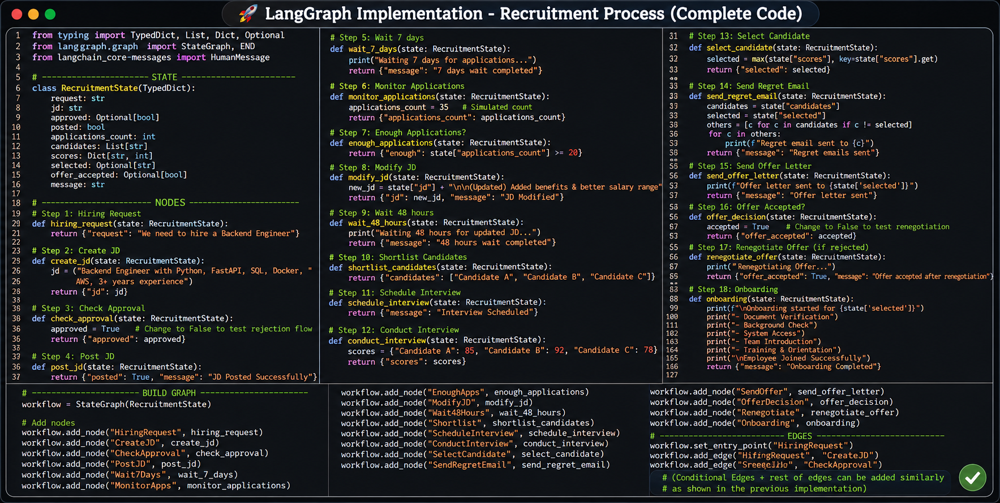 🚀 LangGraph Implementation - Recruitment Process (Complete Code)
1 from typing import TypedDict, List, Dict, Optional
2 from langgraph.graph import StateGraph, END
3 from langchain_core-messages import HumanMessage
4
5 # ---------------------- STATE ------------------------
6 class RecruitmentState(TypedDict):
7 request: str
8 jd: str
9 approved: Optional[bool]
10 posted: bool
11 applications_count: int
12 candidates: List[str]
13 scores: Dict[str, int]
14 selected: Optional[str]
15 offer_accepted: Optional[bool]
16 message: str
17
18 # ----------------------- NODES -----------------------
19 # Step 1: Hiring Request
20 def hiring_request(state: RecruitmentState):
21 return {"request": "We need to hire a Backend Engineer"}
22
23 # Step 2: Create JD
29 def create_jd(state: RecruitmentState):
26 jd = ("Backend Engineer with Python, FastAPI, SQL, Docker, "
26 AWS, 3+ years experience")
28 return {"jd": jd}
33
38 # Step 3: Check Approval
38 def check_approval(state: RecruitmentState):
36 approved = True # Change to False to test rejection flow
36 return {"approved": approved}
33
37 # Step 4: Post JD
36 def post_jd(state: RecruitmentState):
37 return {"posted": True, "message": "JD Posted Successfully"}
# Step 5: Wait 7 days
def wait_7_days(state: RecruitmentState):
print("Waiting 7 days for applications...")
return {"message": "7 days wait completed"}
# Step 6: Monitor Applications
def monitor_applications(state: RecruitmentState):
applications_count = 35 # Simulated count
return {"applications_count": applications_count}
# Step 7: Enough Applications?
def enough_applications(state: RecruitmentState):
return {"enough": state["applications_count"] >= 20}
# Step 8: Modify JD
def modify_jd(state: RecruitmentState):
new_jd = state["jd"] + "\n\n(Updated) Added benefits & better salary range"
return {"jd": new_jd, "message": "JD Modified"}
# Step 9: Wait 48 hours
def wait_48_hours(state: RecruitmentState):
print("Waiting 48 hours for updated JD...")
return {"message": "48 hours wait completed"}
# Step 10: Shortlist Candidates
def shortlist_candidates(state: RecruitmentState):
return {"candidates": ["Candidate A", "Candidate B", "Candidate C"]}
# Step 11: Schedule Interview
def schedule_interview(state: RecruitmentState):
return {"message": "Interview Scheduled"}
# Step 12: Conduct Interview
def conduct_interview(state: RecruitmentState):
scores = {"Candidate A": 85, "Candidate B": 92, "Candidate C": 78}
return {"scores": scores}
31 # Step 13: Select Candidate
32 def select_candidate(state: RecruitmentState):
32 selected = max(state["scores"], key=state["scores"].get)
33 return {"selected": selected}
33 # Step 14: Send Regret Email
38 def send_regret_email(state: RecruitmentState):
candidates = state["candidates"]
33 selected = state["selected"]
38 others = [c for c in candidates if c != selected]
36 for c in others:
53 print(f"Regret email sent to {c}")
58 return {"message": "Regret emails sent"}
56 # Step 15: Send Offer Letter
56 def send_offer_letter(state: RecruitmentState):
53 print(f"Offer letter sent to {state['selected']}")
37 return {"message": "Offer letter sent"}
58 # Step 16: Offer Accepted?
56 def offer_decision(state: RecruitmentState):
67 accepted = True # Change to False to test renegotiation
63 return {"offer_accepted": accepted}
55 # Step 17: Renegotiate Offer (if rejected)
66 def renegotiate_offer(state: RecruitmentState):
87 print("Renegotiating Offer...")
return {"offer_accepted": True, "message": "Offer accepted after renegotiation"}
83 # Step 18: Onboarding
88 def onboarding(state: RecruitmentState):
99 print(f"\nOnboarding started for {state['selected']}")
100 print("- Document Verification")
111 print("- Background Check")
102 print("- System Access")
163 print("- Team Introduction")
164 print("- Training & Orientation")
165 print("\nEmployee Joined Successfully")
166 return {"message": "Onboarding Completed"}
127
# ---------------------- BUILD GRAPH ----------------------
workflow = StateGraph(RecruitmentState)
# Add nodes
workflow.add_node("HiringRequest", hiring_request)
workflow.add_node("CreateJD", create_jd)
workflow.add_node("CheckApproval", check_approval)
workflow.add_node("PostJD", post_jd)
workflow.add_node("Wait7Days", wait_7_days)
workflow.add_node("MonitorApps", monitor_applications)
workflow.add_node("EnoughApps", enough_applications)
workflow.add_node("ModifyJD", modify_jd)
workflow.add_node("Wait48Hours", wait_48_hours)
workflow.add_node("Shortlist", shortlist_candidates)
workflow.add_node("ScheduleInterview", schedule_interview)
workflow.add_node("ConductInterview", conduct_interview)
workflow.add_node("SelectCandidate", select_candidate)
workflow.add_node("SendRegretEmail", send_regret_email)
workflow.add_node("SendOffer", send_offer_letter)
workflow.add_node("OfferDecision", offer_decision)
workflow.add_node("Renegotiate", renegotiate_offer)
workflow.add_node("Onboarding", onboarding)
# -------------------------- EDGES --------------------------
workflow.set_entry_point("HiringRequest")
workflow.add_edge("HiringRequest", "CreateJD")
workflow.add_edge(" ", "CheckApproval")
# (Conditional Edges + rest of edges can be added similarly
# as shown in the previous implementation)